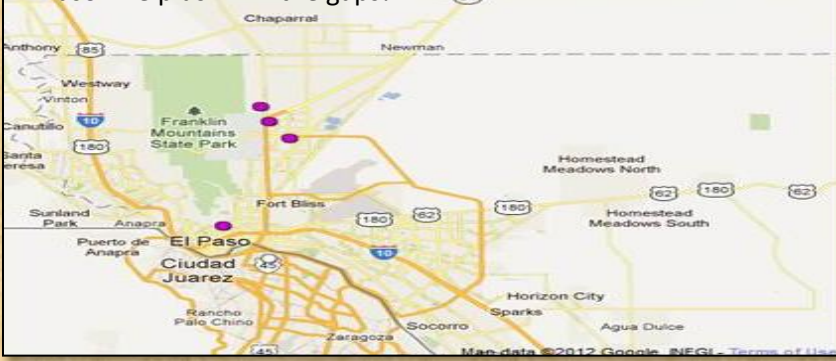 Chaparral
Anthony
85
Newman
Westway
Vinton
10
Canutillo
Franklin
Mountains
State Park
180
Santa
Teresa
Homestead
Meadows North
62
180
62
180
Fort Bliss
180
62
Homestead
Meadows South
Sunland
Park
Anapra
Puerto de
Anapra
El Paso
10
Ciudad
Juarez
45
Horizon City
Rancho
Palo Chino
Sparks
Socorro
Agua Dulce
Zaragoza
45
Map data ©2012 Google, INEGI - Terms of Use